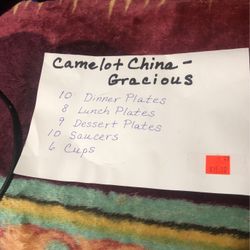 Camelot China -
Gracious
10 Dinner Plates
8 Lunch Plates
9 Dessert Plates
10 Saucers
6 Cups